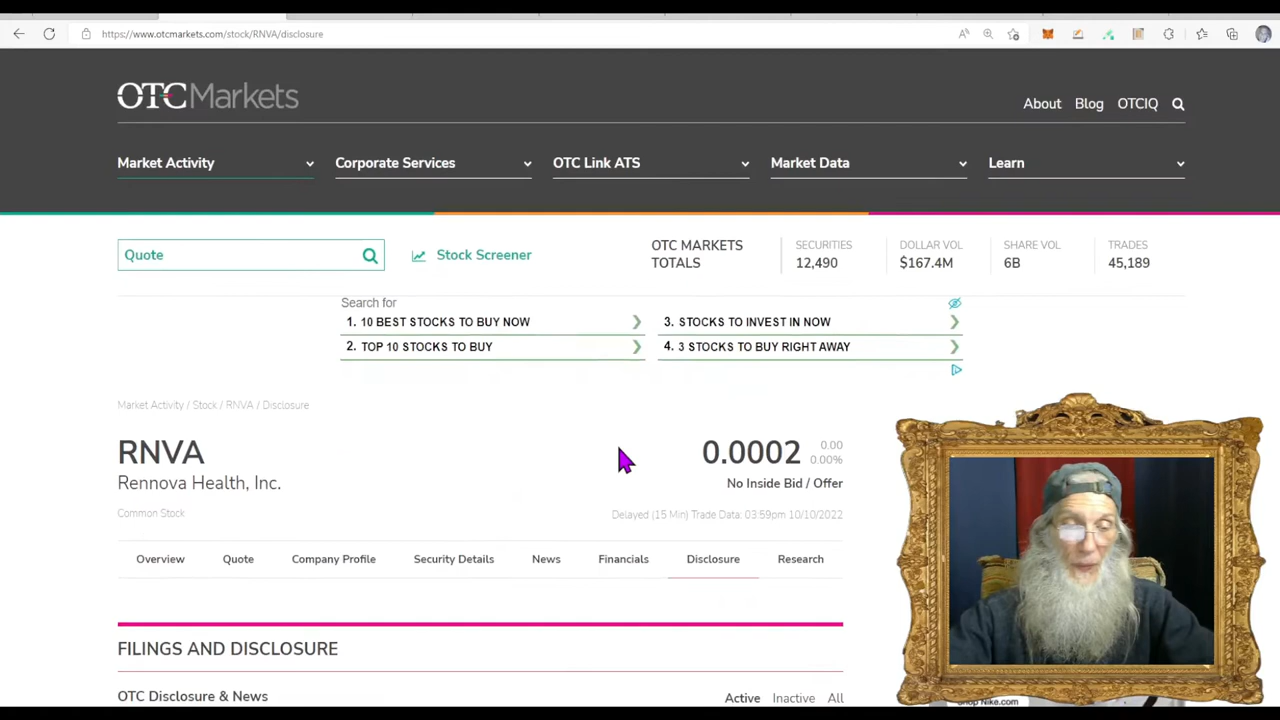 https://www.otcmarkets.com/stock/RNVA/disclosure
OTCMarkets
About Blog OTCIQ
Market Activity Corporate Services OTC Link ATS Market Data Learn
Quote Stock Screener
OTC MARKETS TOTALS
SECURITIES 12,490
DOLLAR VOL $167.4M
SHARE VOL 6B
TRADES 45,189
Search for
1. 10 BEST STOCKS TO BUY NOW
2. TOP 10 STOCKS TO BUY
3. STOCKS TO INVEST IN NOW
4. 3 STOCKS TO BUY RIGHT AWAY
Market Activity / Stock / RNVA / Disclosure
RNVA
Rennova Health, Inc.
Common Stock
0.0002 0.00 0.00%
No Inside Bid / Offer
Delayed (15 Min) Trade Data: 03:59pm 10/10/2022
Overview Quote Company Profile Security Details News Financials Disclosure Research
FILINGS AND DISCLOSURE
OTC Disclosure & News Active Inactive All
Shop Nike.com